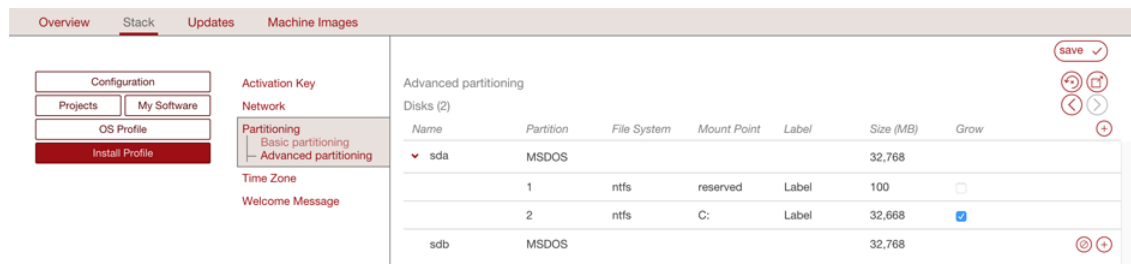 Overview Stack Updates Machine Images
save
Configuration
Projects My Software
OS Profile
Install Profile
Activation Key
Network
Partitioning
Basic partitioning
Advanced partitioning
Time Zone
Welcome Message
Advanced partitioning
Disks (2)
Name Partition File System Mount Point Label Size (MB) Grow
sda MSDOS 32,768
1 ntfs reserved Label 100
2 ntfs C: Label 32,668
sdb MSDOS 32,768